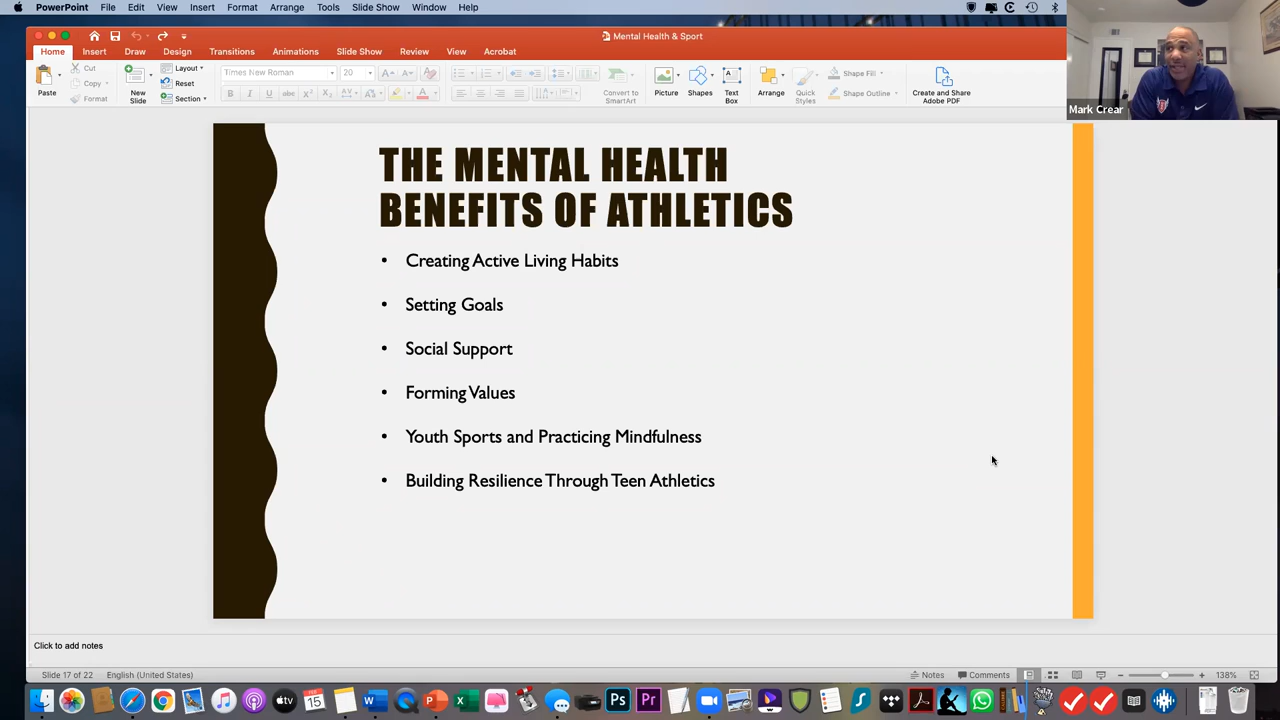 PowerPoint File Edit View Insert Format Arrange Tools Slide Show Window Help
Mental Health & Sport
Home Insert Draw Design Transitions Animations Slide Show Review View Acrobat
Paste
Cut
Copy
Format
New
Slide
Layout
Reset
Section
Times New Roman 20
Convert to
SmartArt
Picture
Shapes
Text
Box
Arrange
Quick
Styles
Shape Fill
Shape Outline
Create and Share
Adobe PDF
Mark Crear
THE MENTAL HEALTH
BENEFITS OF ATHLETICS
• Creating Active Living Habits
• Setting Goals
• Social Support
• Forming Values
• Youth Sports and Practicing Mindfulness
• Building Resilience Through Teen Athletics
Click to add notes
Slide 17 of 22 English (United States) Notes Comments 138%
FEB
15
tv
Ps
Pr